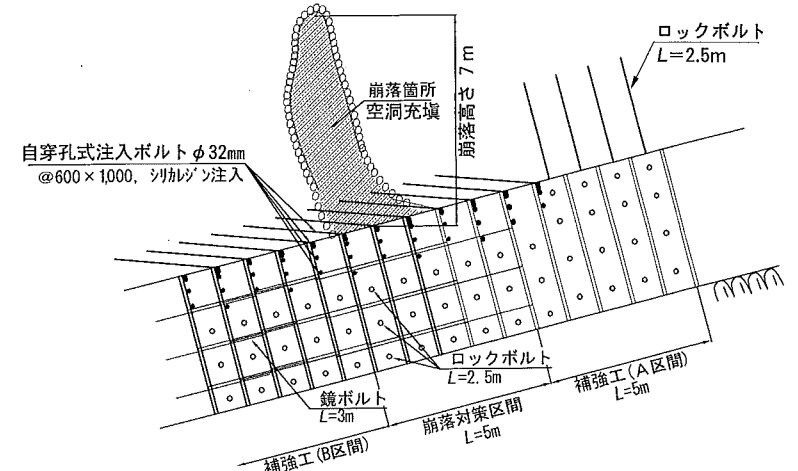 ロックボルト
L=2.5m
崩落高さ 7m
崩落箇所
空洞充塡
自穿孔式注入ボルトφ32mm
@600×1,000, シリカレジン注入
ロックボルト
L=2.5m
鏡ボルト
L=3m
補強工(A区間)
L=5m
崩落対策区間
L=5m
補強工(B区間)